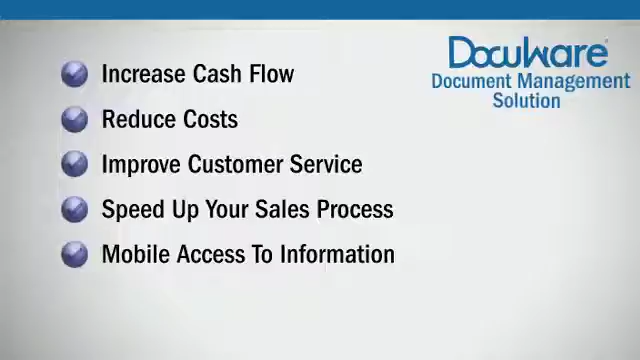 DocuWare
Document Management
Solution
Increase Cash Flow
Reduce Costs
Improve Customer Service
Speed Up Your Sales Process
Mobile Access To Information